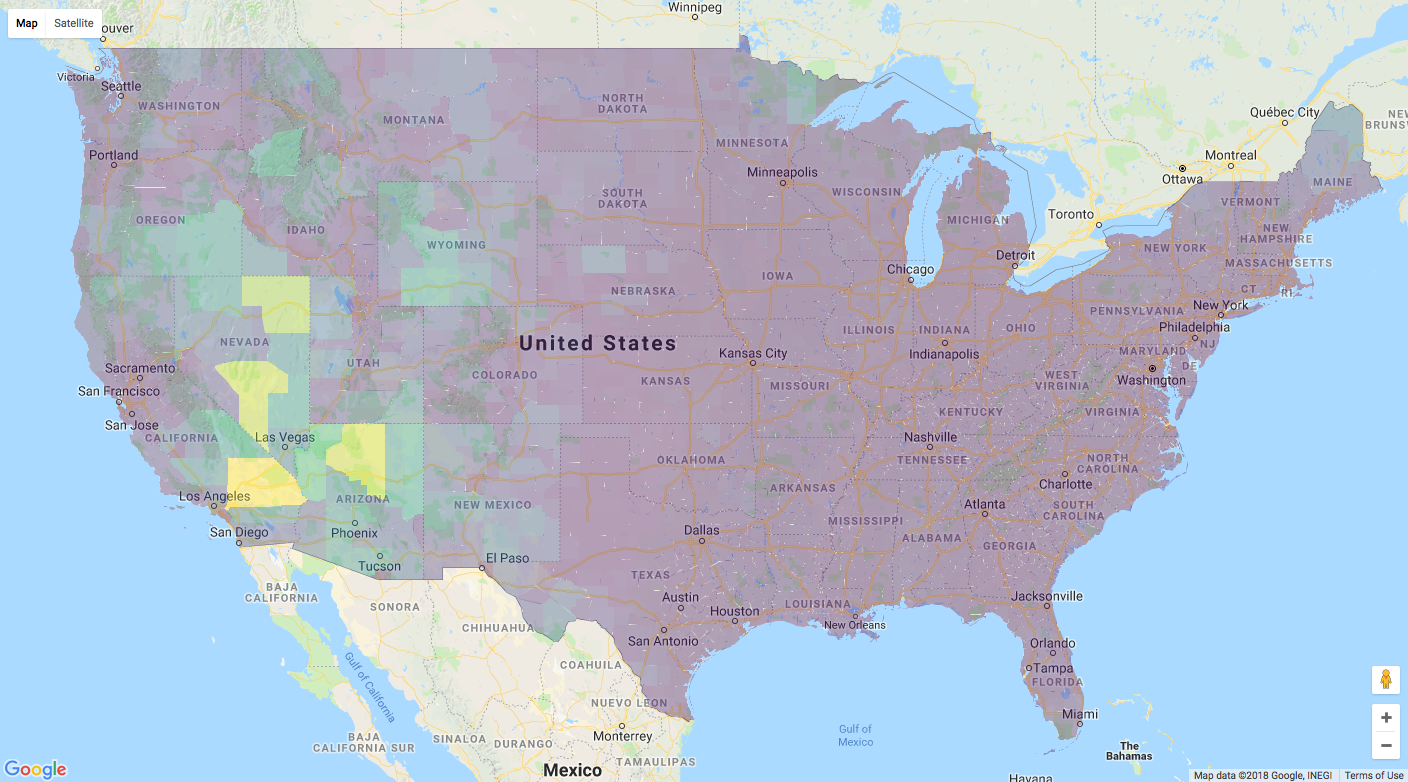 Map Satellite
Winnipeg
ouver
Victoria
Seattle
WASHINGTON
NORTH
DAKOTA
MONTANA
Québec City
NE
BRUNSW
MINNESOTA
Montreal
Ottawa
Portland
Minneapolis
WISCONSIN
SOUTH
DAKOTA
MAINE
VERMONT
Toronto
MICHIGAN
OREGON
IDAHO
WYOMING
NEW YORK
NEW
HAMPSHIRE
MASSACHUSETTS
Detroit
Chicago
IOWA
NEBRASKA
CT
RI
PENNSYLVANIA
New York
Philadelphia
ILLINOIS
INDIANA
OHIO
NEVADA
United States
Indianapolis
MARYLAND
NJ
Kansas City
UTAH
COLORADO
KANSAS
MISSOURI
DE
WEST
VIRGINIA
Washington
Sacramento
San Francisco
San Jose
KENTUCKY
VIRGINIA
CALIFORNIA
Las Vegas
Nashville
TENNESSEE
OKLAHOMA
NORTH
CAROLINA
Charlotte
ARKANSAS
Los Angeles
ARIZONA
NEW MEXICO
Atlanta
SOUTH
CAROLINA
MISSISSIPPI
San Diego
Phoenix
Dallas
ALABAMA
GEORGIA
El Paso
Tucson
TEXAS
BAJA
CALIFORNIA
SONORA
Austin
Houston
LOUISIANA
Jacksonville
New Orleans
CHIHUAHUA
San Antonio
Orlando
COAHUILA
Tampa
FLORIDA
Gulf of California
NUEVO LEON
Miami
Monterrey
Gulf of
Mexico
BAJA
CALIFORNIA SUR
SINALOA
DURANGO
The
Bahamas
TAMAULIPAS
Mexico
Google
Havana
Map data ©2018 Google, INEGI Terms of Use